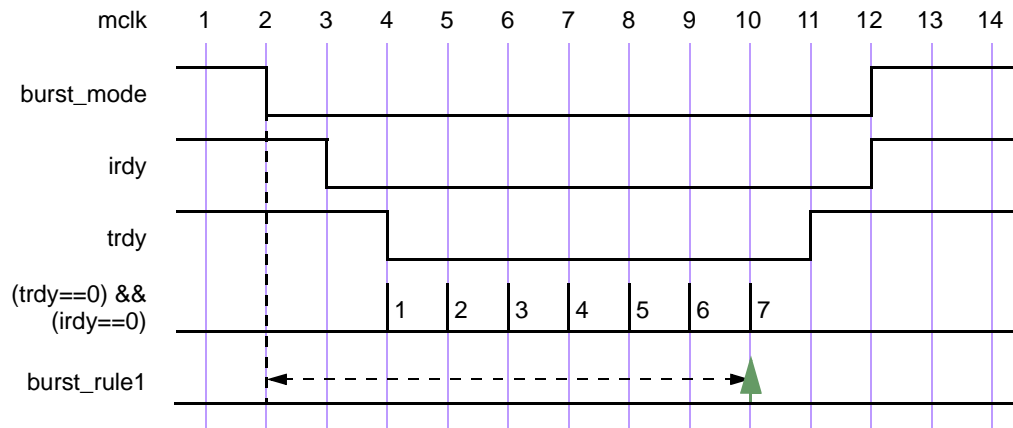 mclk 1 2 3 4 5 6 7 8 9 10 11 12 13 14
burst_mode
irdy
trdy
(trdy==0) &&
(irdy==0)
1 2 3 4 5 6 7
burst_rule1